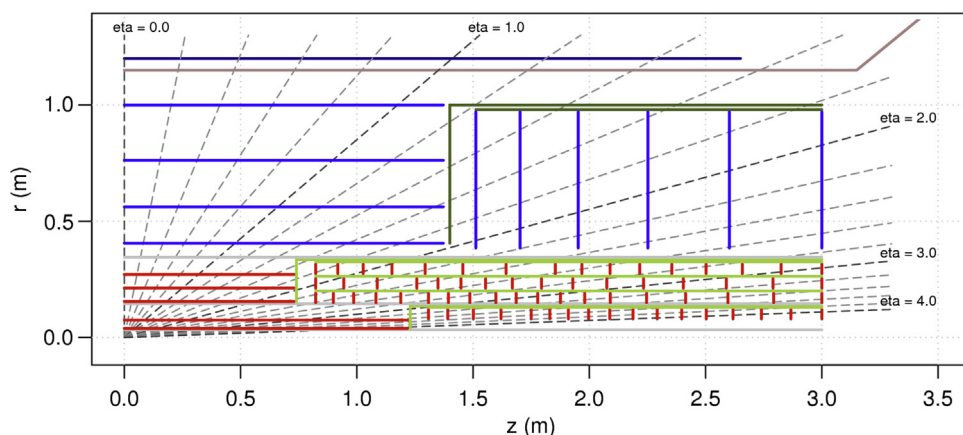 eta = 0.0
eta = 1.0
1.0
eta = 2.0
r (m)
0.5
eta = 3.0
eta = 4.0
0.0
0.0 0.5 1.0 1.5 2.0 2.5 3.0 3.5
z (m)